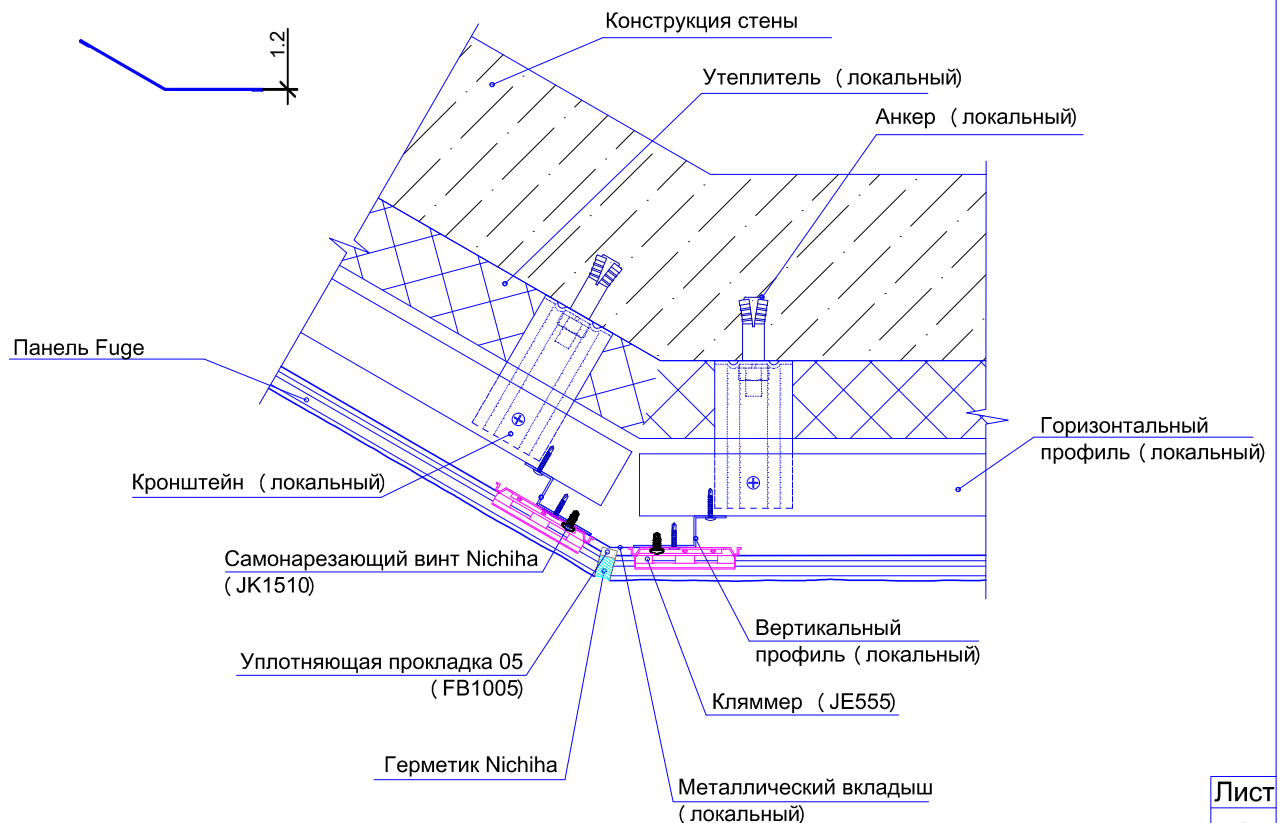 Конструкция стены
1.2
Утеплитель (локальный)
Анкер (локальный)
Панель Fuge
Горизонтальный
профиль (локальный)
Кронштейн (локальный)
Самонарезающий винт Nichiha
(JK1510)
Вертикальный
профиль (локальный)
Уплотняющая прокладка 05
(FB1005)
Кляммер (JE555)
Герметик Nichiha
Металлический вкладыш
(локальный)
Лист